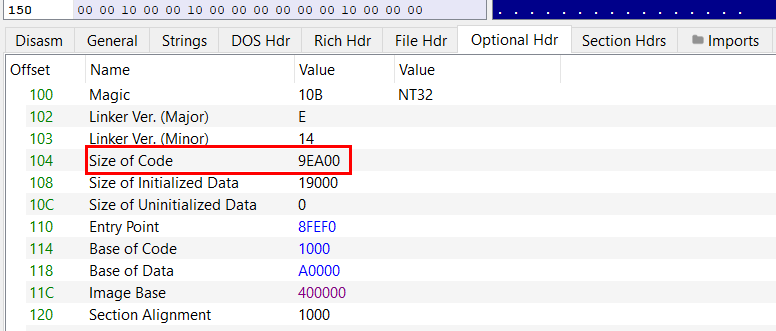 150 00 00 10 00 00 10 00 00 00 00 00 10 00 00 00 . . . . . . . . . . . . . . .
Disasm General Strings DOS Hdr Rich Hdr File Hdr Optional Hdr Section Hdrs Imports
Offset Name Value Value
100 Magic 10B NT32
102 Linker Ver. (Major) E
103 Linker Ver. (Minor) 14
104 Size of Code 9EA00
108 Size of Initialized Data 19000
10C Size of Uninitialized Data 0
110 Entry Point 8FEF0
114 Base of Code 1000
118 Base of Data A0000
11C Image Base 400000
120 Section Alignment 1000